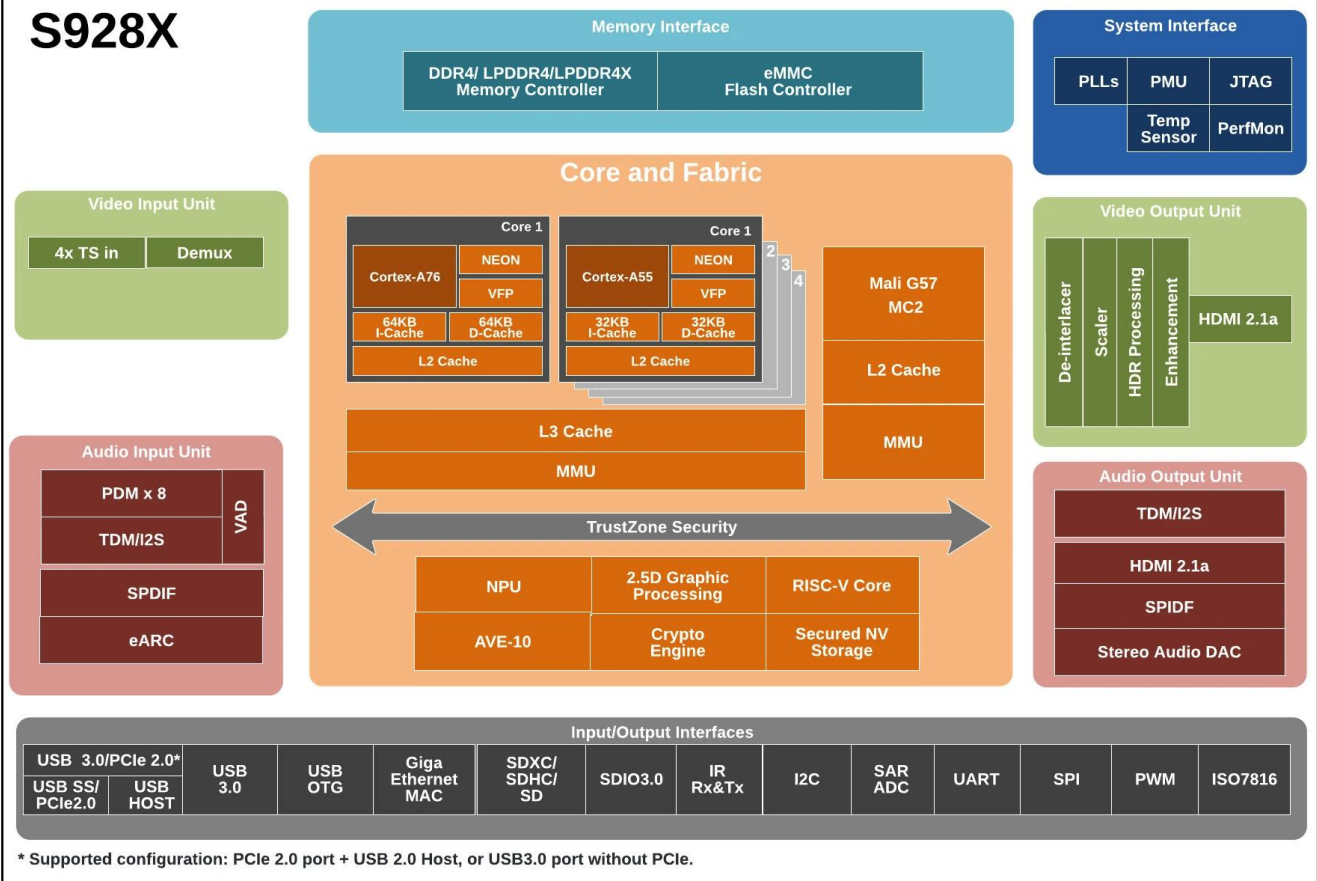 S928X
Memory Interface
DDR4/ LPDDR4/LPDDR4X
Memory Controller
eMMC
Flash Controller
System Interface
PLLs
PMU
JTAG
Temp
Sensor
PerfMon
Video Input Unit
4x TS in
Demux
Core and Fabric
Core 1
Cortex-A76
NEON
VFP
64KB
I-Cache
64KB
D-Cache
L2 Cache
Core 1
2
3
4
Cortex-A55
NEON
VFP
32KB
I-Cache
32KB
D-Cache
L2 Cache
Mali G57
MC2
L2 Cache
MMU
L3 Cache
MMU
TrustZone Security
NPU
2.5D Graphic
Processing
RISC-V Core
AVE-10
Crypto
Engine
Secured NV
Storage
Video Output Unit
De-interlacer
Scaler
HDR Processing
Enhancement
HDMI 2.1a
Audio Input Unit
PDM x 8
TDM/I2S
VAD
SPDIF
eARC
Audio Output Unit
TDM/I2S
HDMI 2.1a
SPIDF
Stereo Audio DAC
Input/Output Interfaces
USB 3.0/PCIe 2.0*
USB SS/
PCIe2.0
USB
HOST
USB
3.0
USB
OTG
Giga
Ethernet
MAC
SDXC/
SDHC/
SD
SDIO3.0
IR
Rx&Tx
I2C
SAR
ADC
UART
SPI
PWM
ISO7816
* Supported configuration: PCIe 2.0 port + USB 2.0 Host, or USB3.0 port without PCIe.